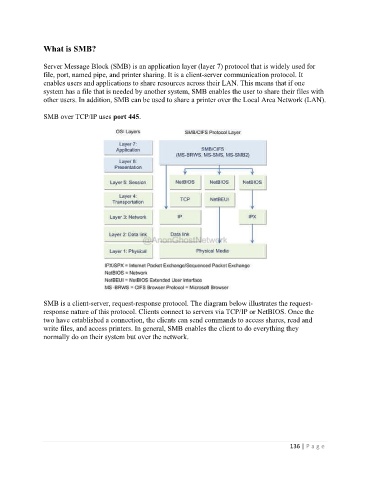 What is SMB?
Server Message Block (SMB) is an application layer (layer 7) protocol that is widely used for
file, port, named pipe, and printer sharing. It is a client-server communication protocol. It
enables users and applications to share resources across their LAN. This means that if one
system has a file that is needed by another system, SMB enables the user to share their files with
other users. In addition, SMB can be used to share a printer over the Local Area Network (LAN).
SMB over TCP/IP uses port 445.
OSI Layers
SMB/CIFS Protocol Layer
Layer 7:
Application
SMB/CIFS
(MS-BRWS, MS-SMB, MS-SMB2)
Layer 6:
Presentation
Layer 5: Session
NetBIOS
NetBIOS
NetBIOS
Layer 4:
Transportation
TCP
NetBEUI
Layer 3: Network
IP
IPX
Layer 2: Data link
Data link
@AnonGhostNetwork
Layer 1: Physical
Physical Media
IPX/SPX = Internet Packet Exchange/Sequenced Packet Exchange
NetBIOS = Network
NetBEUI = NetBIOS Extended User Interface
MS-BRWS = CIFS Browser Protocol = Microsoft Browser
SMB is a client-server, request-response protocol. The diagram below illustrates the request-
response nature of this protocol. Clients connect to servers via TCP/IP or NetBIOS. Once the
two have established a connection, the clients can send commands to access shares, read and
write files, and access printers. In general, SMB enables the client to do everything they
normally do on their system but over the network.
136 | Page